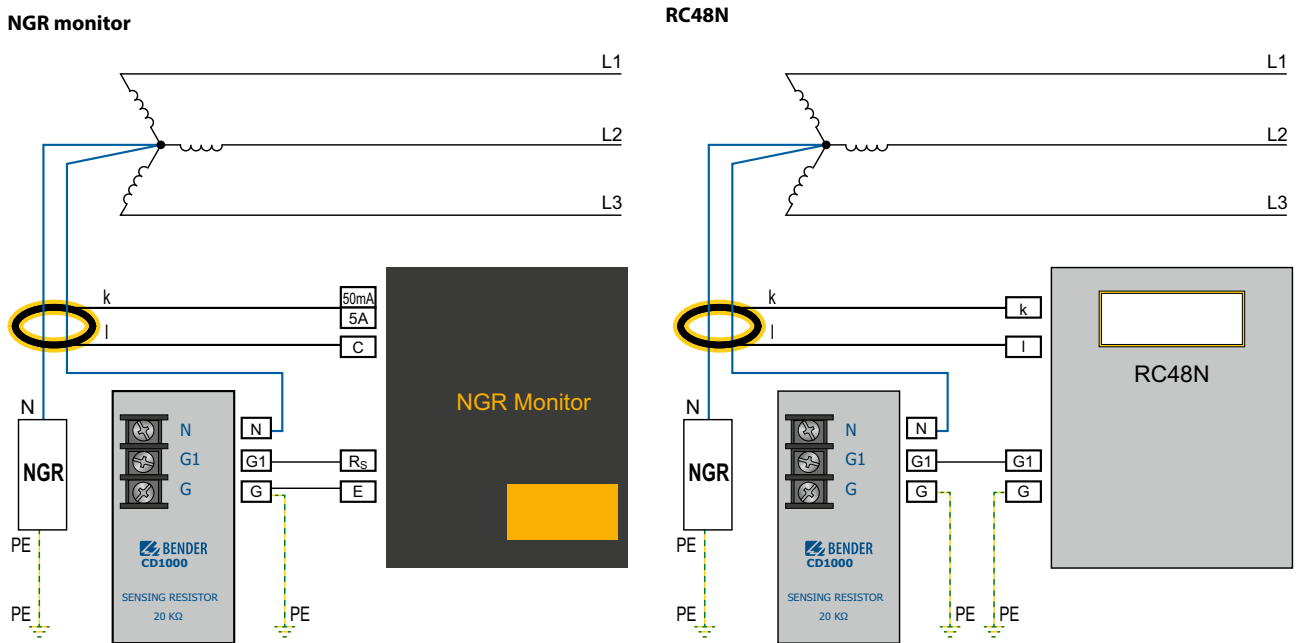 NGR monitor
L1
L2
L3
k
l
50mA
5A
C
NGR Monitor
N
NGR
PE
PE
N
G1
G
BENDER
CD1000
SENSING RESISTOR
20 KΩ
N
G1
G
RS
E
PE
RC48N
L1
L2
L3
k
l
k
l
RC48N
N
NGR
PE
PE
N
G1
G
BENDER
CD1000
SENSING RESISTOR
20 KΩ
N
G1
G
G1
G
PE
PE